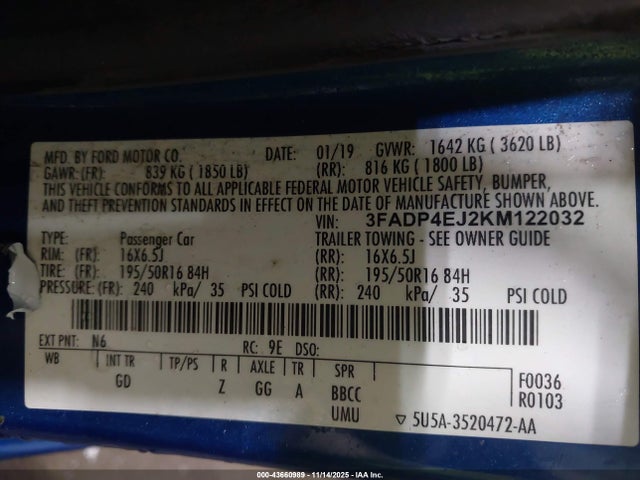 MFD. BY FORD MOTOR CO. DATE: 01/19 GVWR: 1642 KG ( 3620 LB)
GAWR: (FR): 839 KG ( 1850 LB) (RR): 816 KG ( 1800 LB)
THIS VEHICLE CONFORMS TO ALL APPLICABLE FEDERAL MOTOR VEHICLE SAFETY, BUMPER,
AND THEFT PREVENTION STANDARDS IN EFFECT ON THE DATE OF MANUFACTURE SHOWN ABOVE.
VIN: 3FADP4EJ2KM122032
TYPE: Passenger Car TRAILER TOWING - SEE OWNER GUIDE
RIM: (FR): 16X6.5J (RR): 16X6.5J
TIRE: (FR): 195/50R16 84H (RR): 195/50R16 84H
PRESSURE: (FR): 240 kPa/ 35 PSI COLD (RR): 240 kPa/ 35 PSI COLD
EXT PNT: N6 RC: 9E DSO:
WB INT TR TP/PS R AXLE TR SPR
GD Z GG A BBCC F0036
UMU R0103
5U5A-3520472-AA
000-43660989 - 11/14/2025 - IAA Inc.